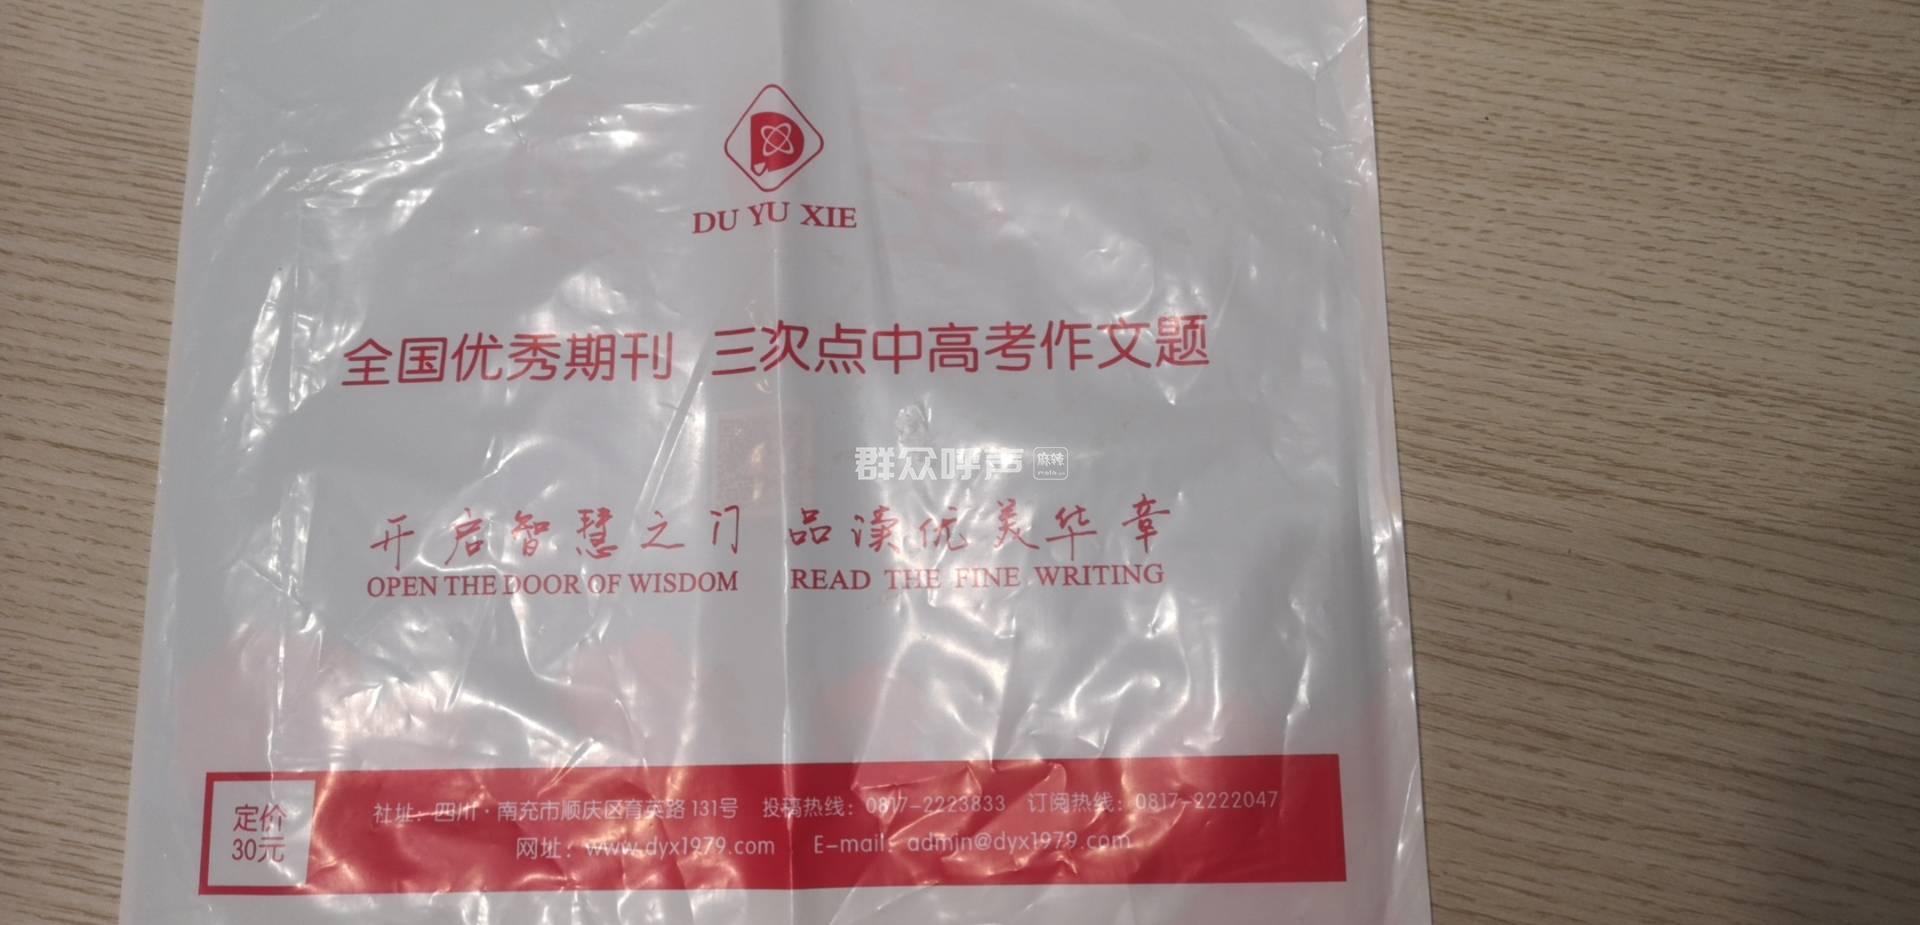 DU YU XIE
全国优秀期刊 三次点中高考作文题
群众呼声 麻辣
开启智慧之门 品读优美华章
OPEN THE DOOR OF WISDOM READ THE FINE WRITING
定价
30元
社址：四川·南充市顺庆区育英路131号 投稿热线：0817-2223833 订阅热线：0817-2222047
网址：www.dyx1979.com E-mail：admjn@dyx1979.com